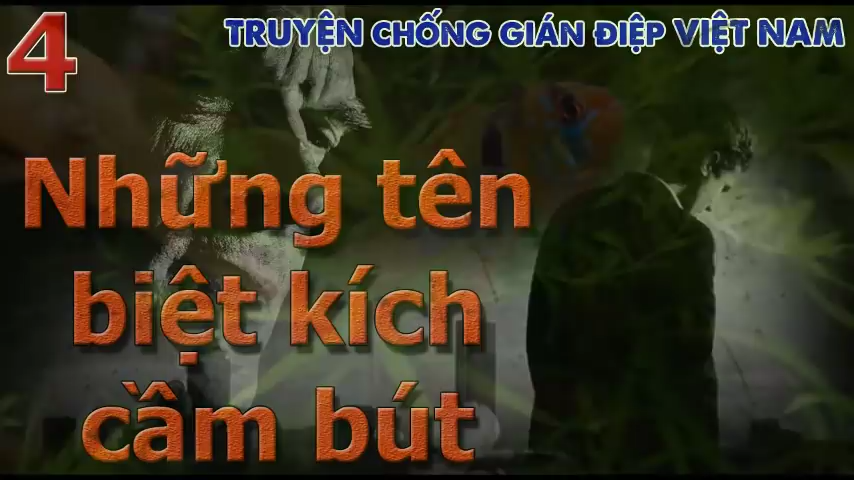 4
TRUYỆN CHỐNG GIÁN ĐIỆP VIỆT NAM
Những tên
biệt kích
cầm bút